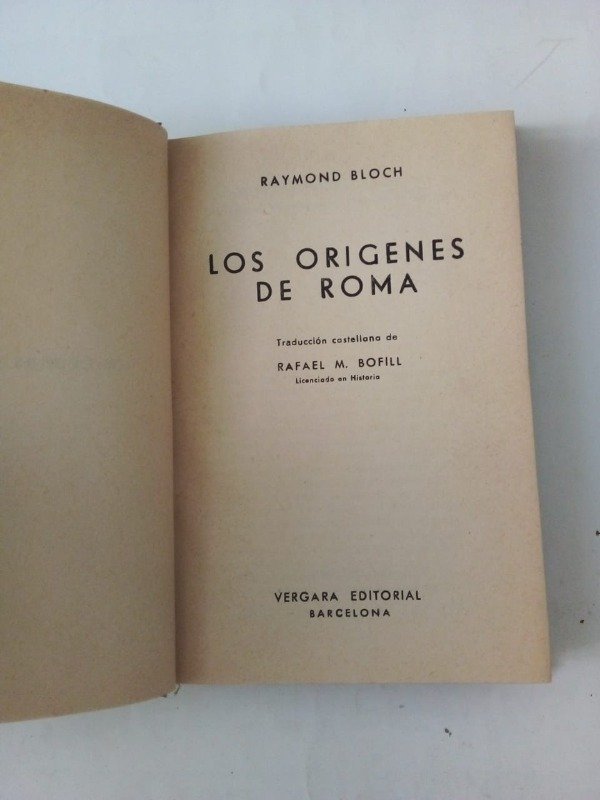 RAYMOND BLOCH
LOS ORIGENES
DE ROMA
Traducción castellana de
RAFAEL M. BOFILL
Licenciado en Historia
VERGARA EDITORIAL
BARCELONA